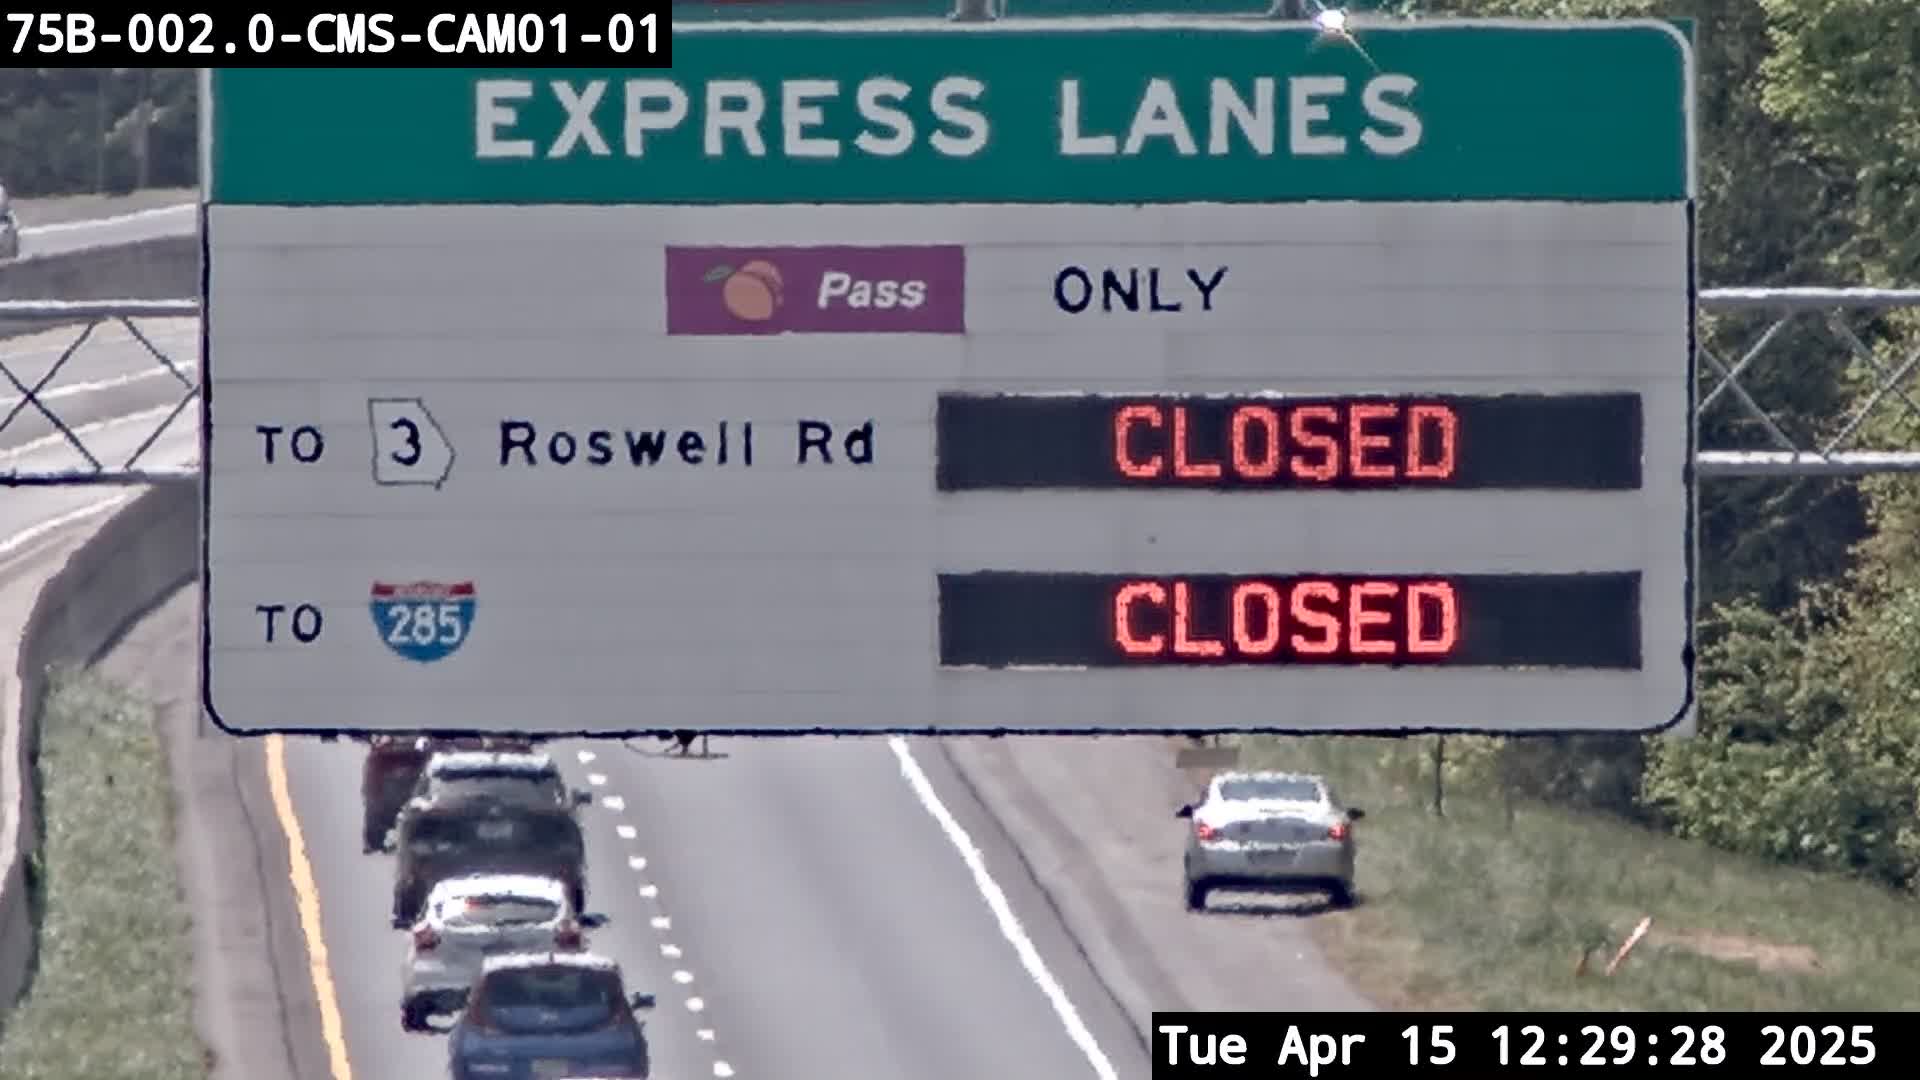 75B-002.0-CMS-CAM01-01
EXPRESS LANES
Pass ONLY
TO 3 Roswell Rd CLOSED
TO 285 CLOSED
Tue Apr 15 12:29:28 2025